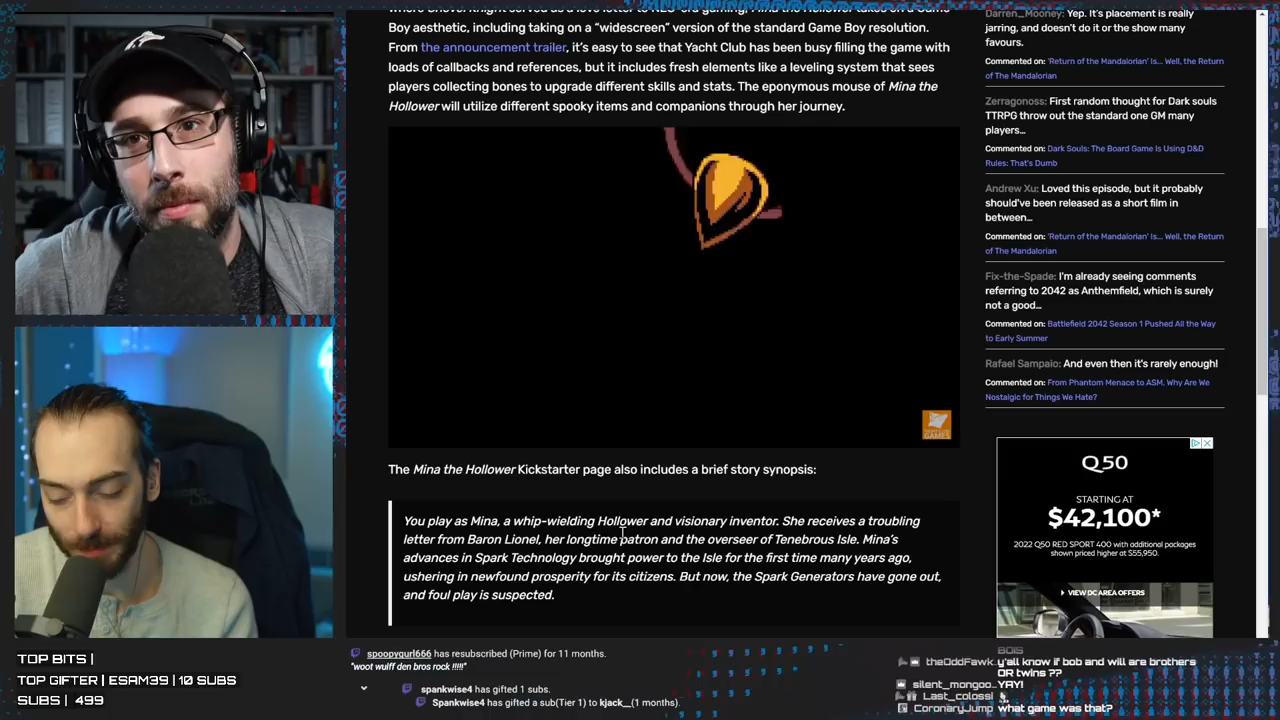 Boy aesthetic, including taking on a “widescreen” version of the standard Game Boy resolution.
From the announcement trailer, it’s easy to see that Yacht Club has been busy filling the game with
loads of callbacks and references, but it includes fresh elements like a leveling system that sees
players collecting bones to upgrade different skills and stats. The eponymous mouse of Mina the
Hollower will utilize different spooky items and companions through her journey.
GAMES
The Mina the Hollower Kickstarter page also includes a brief story synopsis:
You play as Mina, a whip-wielding Hollower and visionary inventor. She receives a troubling
letter from Baron Lionel, her longtime patron and the overseer of Tenebrous Isle. Mina’s
advances in Spark Technology brought power to the Isle for the first time many years ago,
ushering in newfound prosperity for its citizens. But now, the Spark Generators have gone out,
and foul play is suspected.
Darren_Mooney: Yep. It’s placement is really
jarring, and doesn’t do it or the show many
favours.
Commented on: ‘Return of the Mandalorian’ Is… Well, the Return
of The Mandalorian
Zerragonoss: First random thought for Dark souls
TTRPG throw out the standard one GM many
players…
Commented on: Dark Souls: The Board Game Is Using D&D
Rules: That’s Dumb
Andrew Xu: Loved this episode, but it probably
should’ve been released as a short film in
between…
Commented on: ‘Return of the Mandalorian’ Is… Well, the Return
of The Mandalorian
Fix-the-Spade: I’m already seeing comments
referring to 2042 as Anthemfield, which is surely
not a good…
Commented on: Battlefield 2042 Season 1 Pushed All the Way
to Early Summer
Rafael Sampaio: And even then it’s rarely enough!
Commented on: From Phantom Menace to ASM, Why Are We
Nostalgic for Things We Hate?
Q50
STARTING AT
$42,100*
2022 Q50 RED SPORT 400 with additional packages
shown priced higher at $55,950.
VIEW DC AREA OFFERS
TOP BITS |
TOP GIFTER | ESAM39 | 10 SUBS
SUBS | 499
spoopygurl666 has resubscribed (Prime) for 11 months.
"woot wulff den bros rock !!!!!"
spankwise4 has gifted 1 subs.
Spankwise4 has gifted a sub(Tier 1) to kjack__(1 months).
BOIS
theOddFawk: y'all know if bob and will are brothers
OR twins ??
silent_mongoo… YAY!
Last_colossi
CoronaryJump what game was that?